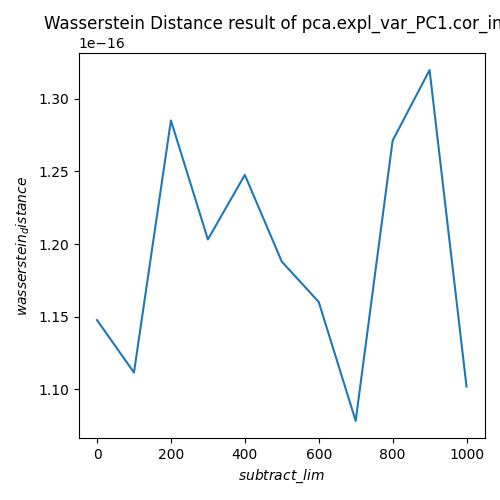 Wasserstein Distance result of pca.expl_var_PC1.cor_in
1e−16
1.30
1.25
1.20
1.15
1.10
wasserstein_distance
0 200 400 600 800 1000
subtract_lim